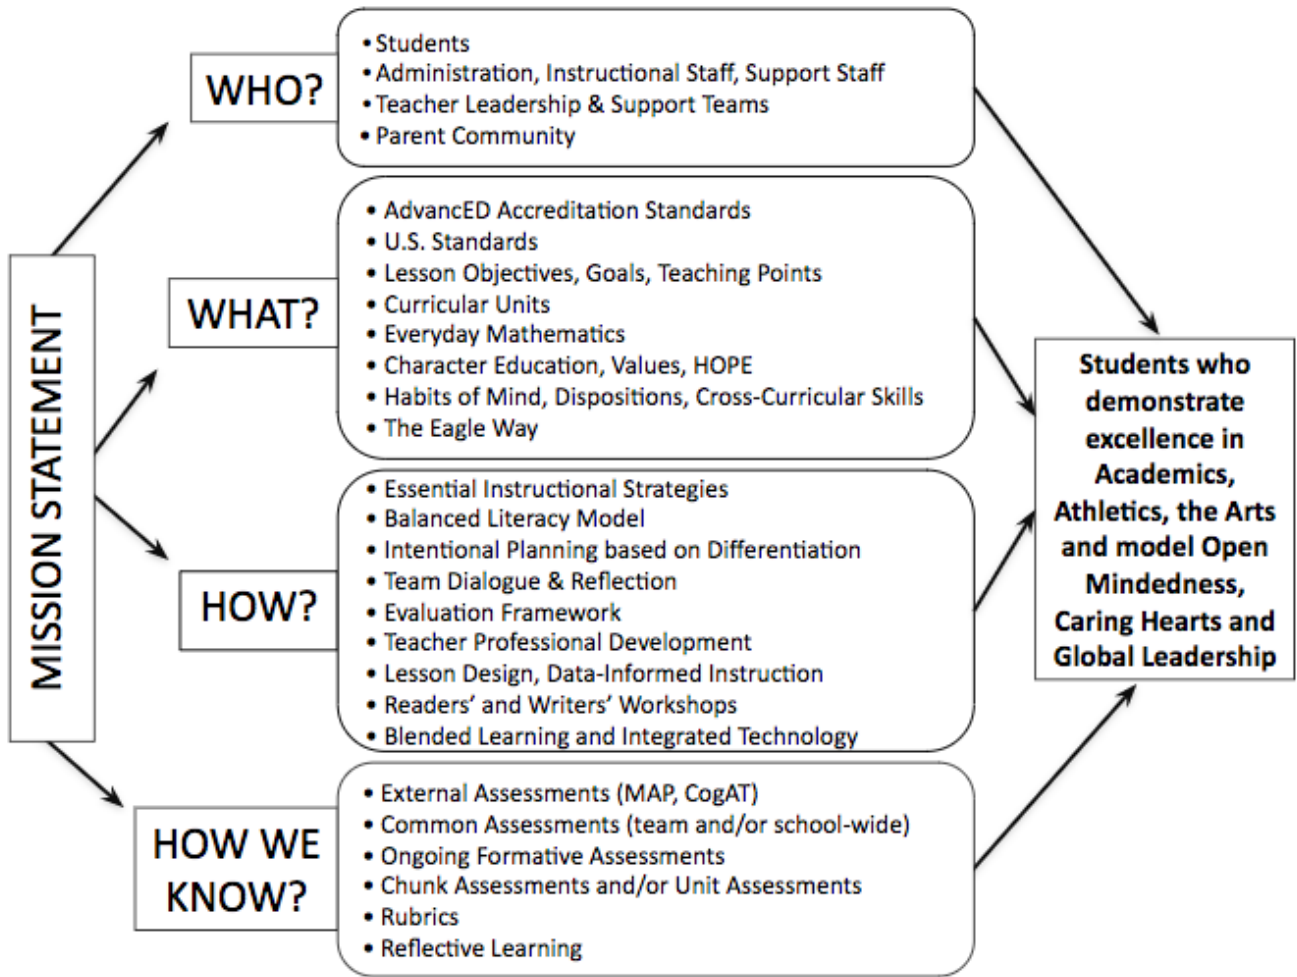 MISSION STATEMENT
WHO?
• Students
• Administration, Instructional Staff, Support Staff
• Teacher Leadership & Support Teams
• Parent Community
WHAT?
• AdvancED Accreditation Standards
• U.S. Standards
• Lesson Objectives, Goals, Teaching Points
• Curricular Units
• Everyday Mathematics
• Character Education, Values, HOPE
• Habits of Mind, Dispositions, Cross-Curricular Skills
• The Eagle Way
HOW?
• Essential Instructional Strategies
• Balanced Literacy Model
• Intentional Planning based on Differentiation
• Team Dialogue & Reflection
• Evaluation Framework
• Teacher Professional Development
• Lesson Design, Data-Informed Instruction
• Readers’ and Writers’ Workshops
• Blended Learning and Integrated Technology
HOW WE
KNOW?
• External Assessments (MAP, CogAT)
• Common Assessments (team and/or school-wide)
• Ongoing Formative Assessments
• Chunk Assessments and/or Unit Assessments
• Rubrics
• Reflective Learning
Students who
demonstrate
excellence in
Academics,
Athletics, the Arts
and model Open
Mindedness,
Caring Hearts and
Global Leadership